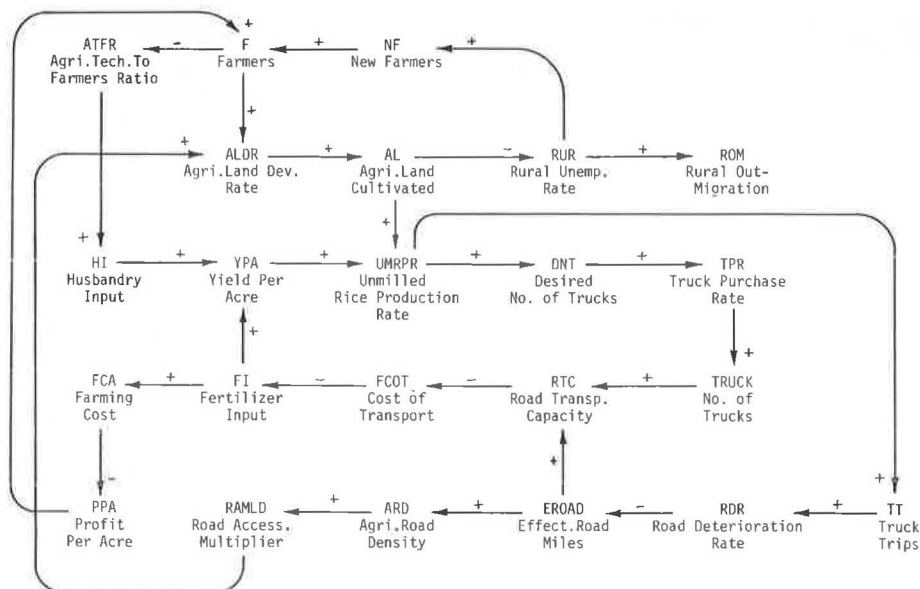 +
ATFR - F + NF +
Agri.Tech.To Farmers New Farmers
Farmers Ratio
+
+ ALDR + AL - RUR + ROM
Agri.Land Dev. Agri.Land Rural Unemp. Rural Out-
Rate Cultivated Rate Migration
+
+
HI + YPA + UMRPR + DNT + TPR
Husbandry Yield Per Unmilled Desired Truck Purchase
Input Acre Rice Production No. of Trucks Rate
Rate
+
+
FCA + FI - FCOT - RTC + TRUCK
Farming Fertilizer Cost of Road Transp. No. of
Cost Input Transport Capacity Trucks
+
- +
PPA RAMLD + ARD + EROAD - RDR + TT
Profit Road Access. Agri.Road Effect.Road Road Deterioration Truck
Per Acre Multiplier Density Miles Rate Trips